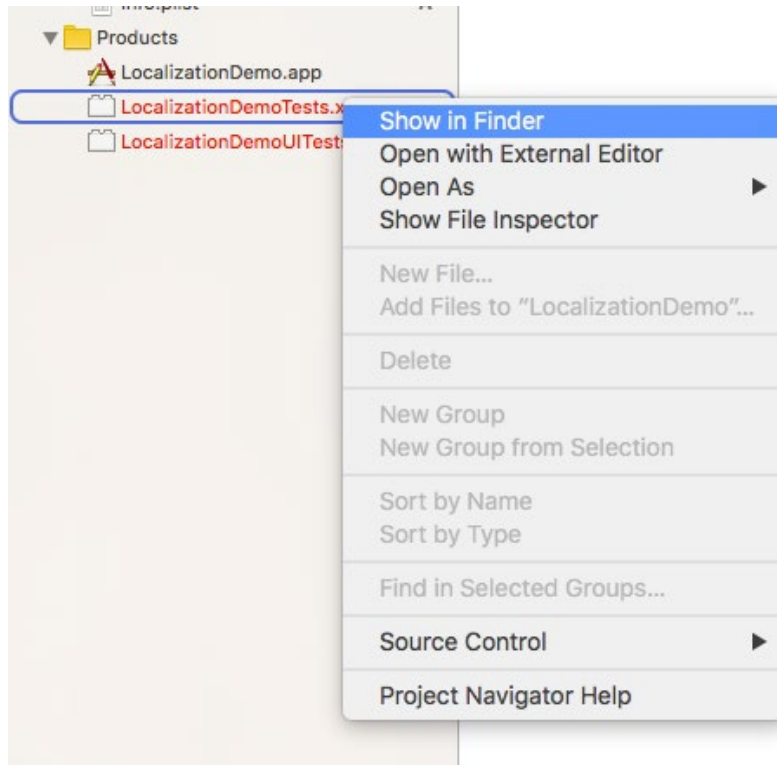 Products
LocalizationDemo.app
LocalizationDemoTests.x
LocalizationDemoUITests
Show in Finder
Open with External Editor
Open As
Show File Inspector
New File...
Add Files to “LocalizationDemo”...
Delete
New Group
New Group from Selection
Sort by Name
Sort by Type
Find in Selected Groups...
Source Control
Project Navigator Help